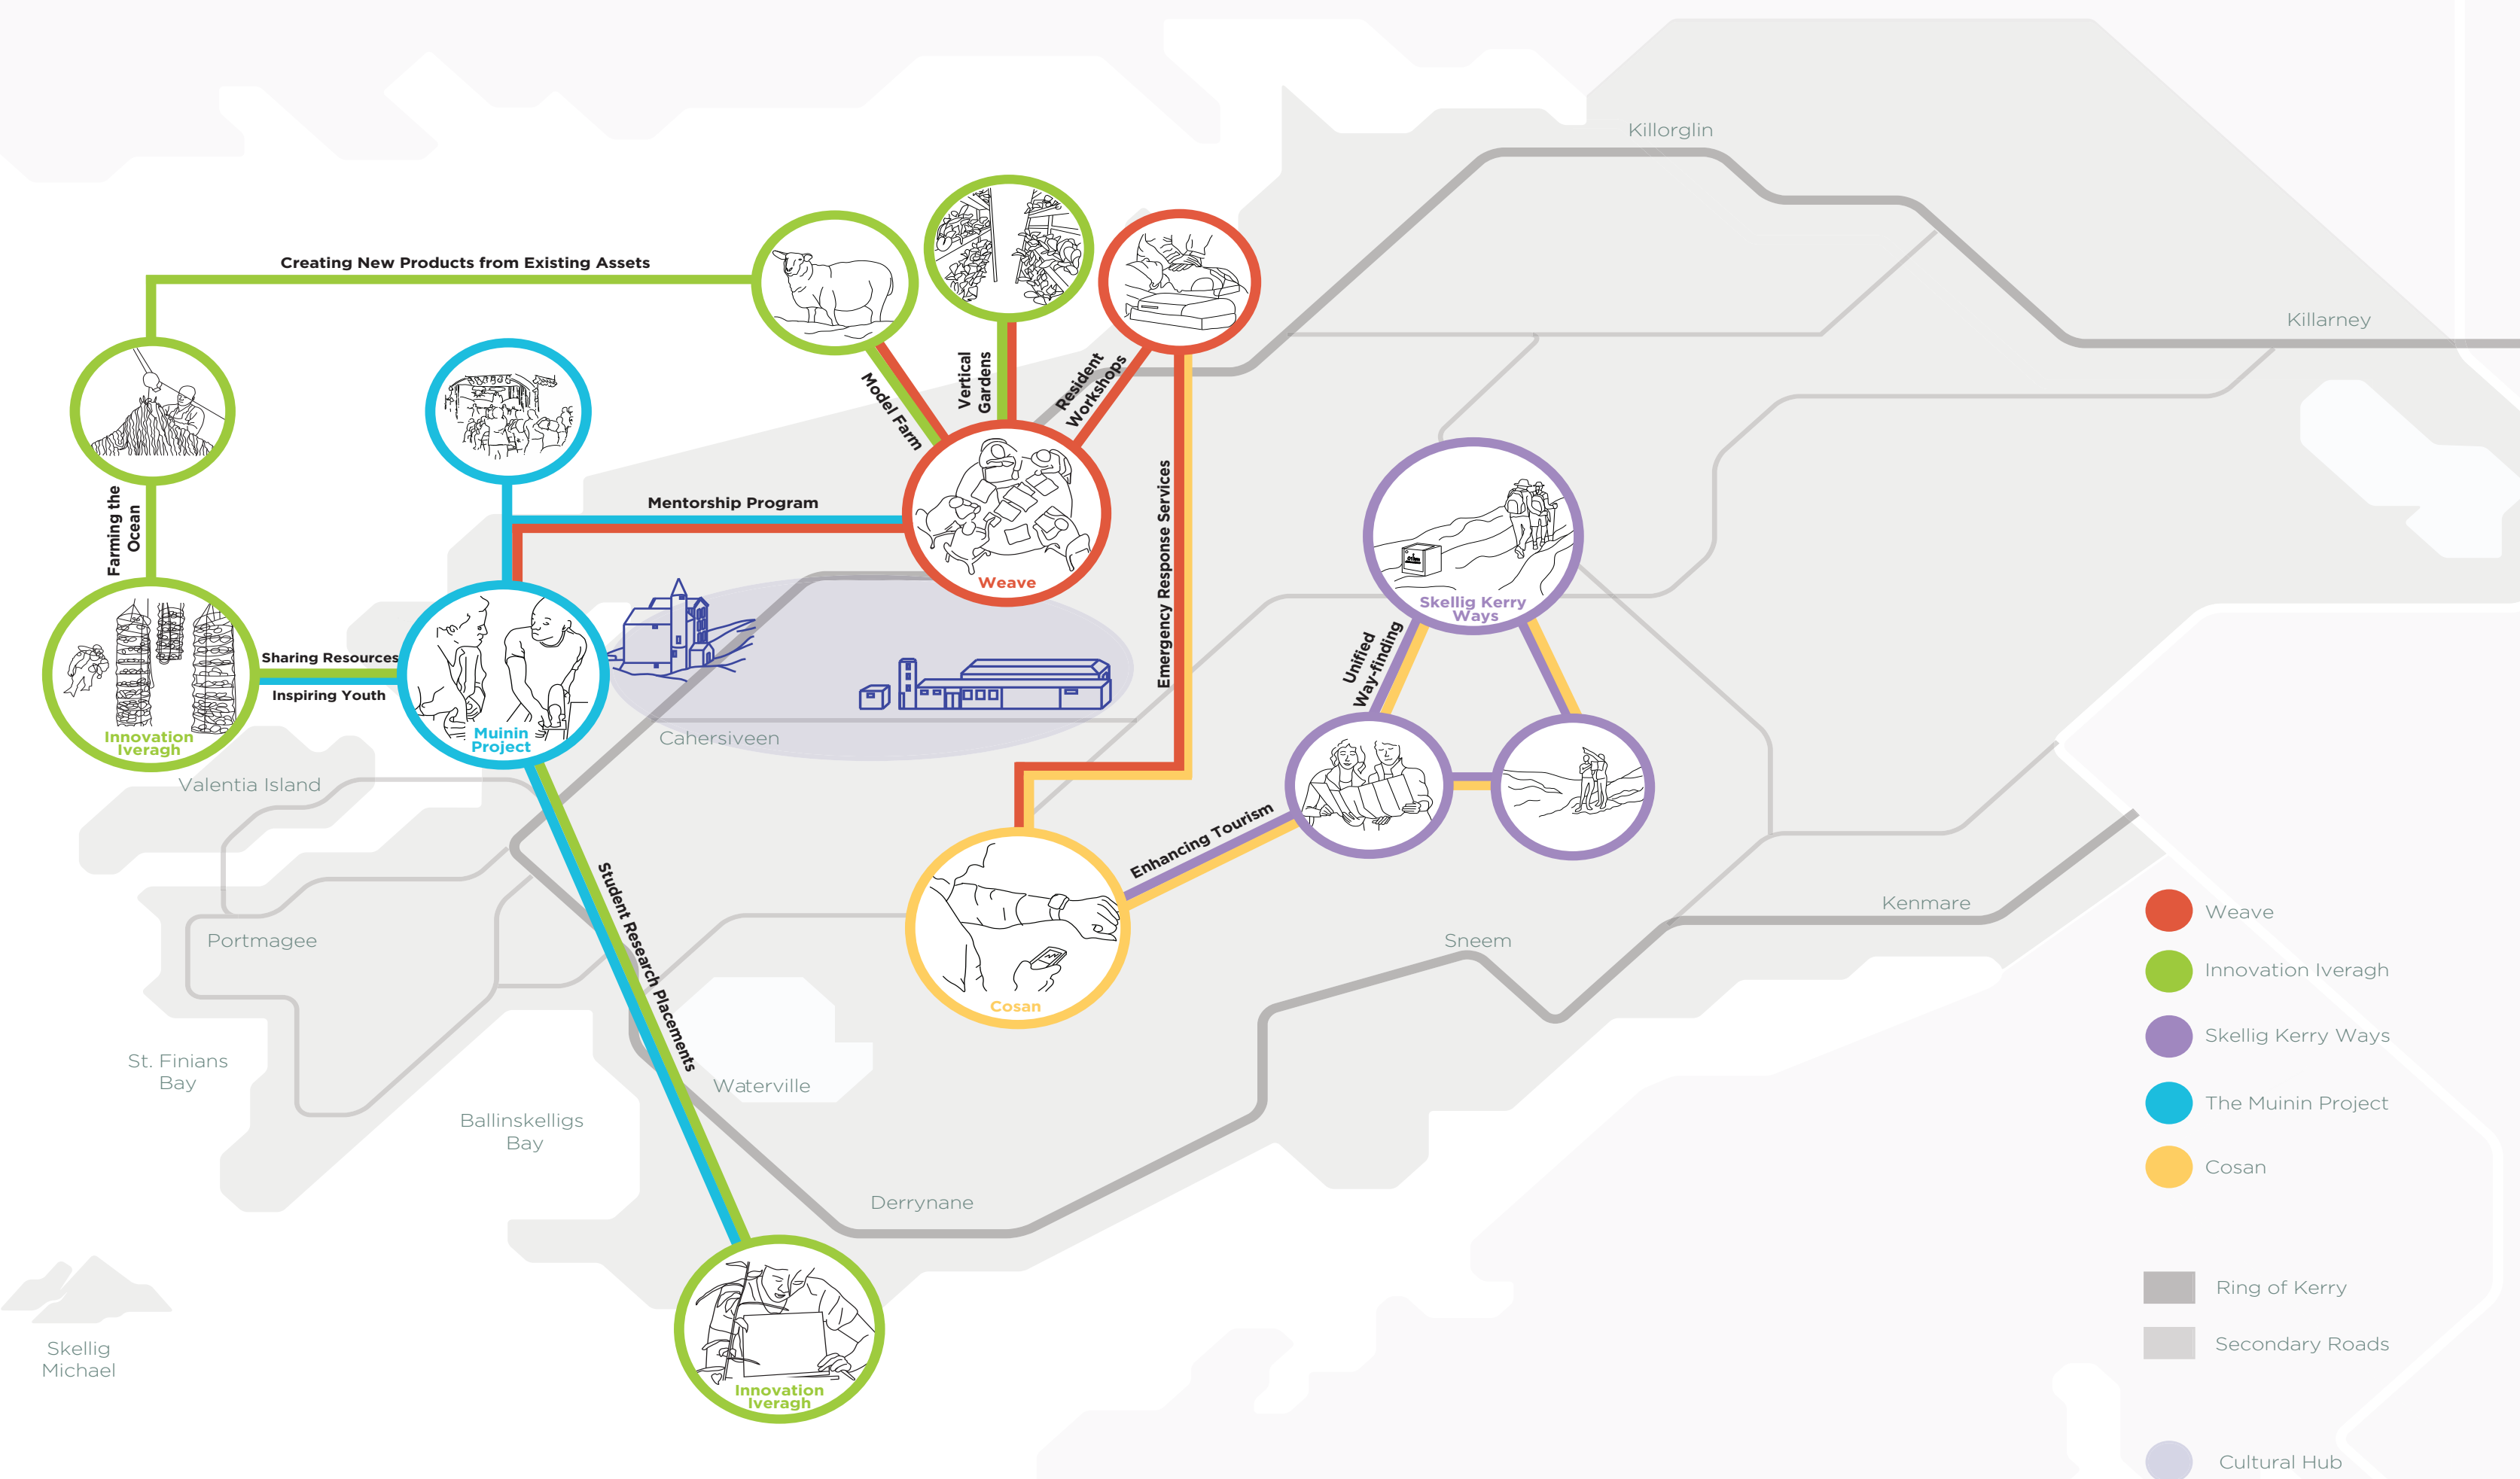 Killorglin
Killarney
Creating New Products from Existing Assets
Model Farm
Vertical
Gardens
Resident
Workshops
Farming the
Ocean
Mentorship Program
Emergency Response Services
Weave
Skellig Kerry
Ways
Unified
Way-finding
Sharing Resources
Inspiring Youth
Innovation
Iveragh
Muinin
Project
Cahersiveen
Valentia Island
Enhancing Tourism
Student Research Placements
Portmagee
Cosan
Sneem
Kenmare
St. Finians
Bay
Waterville
Ballinskelligs
Bay
Derrynane
Skellig
Michael
Innovation
Iveragh
Weave
Innovation Iveragh
Skellig Kerry Ways
The Muinin Project
Cosan
Ring of Kerry
Secondary Roads
Cultural Hub